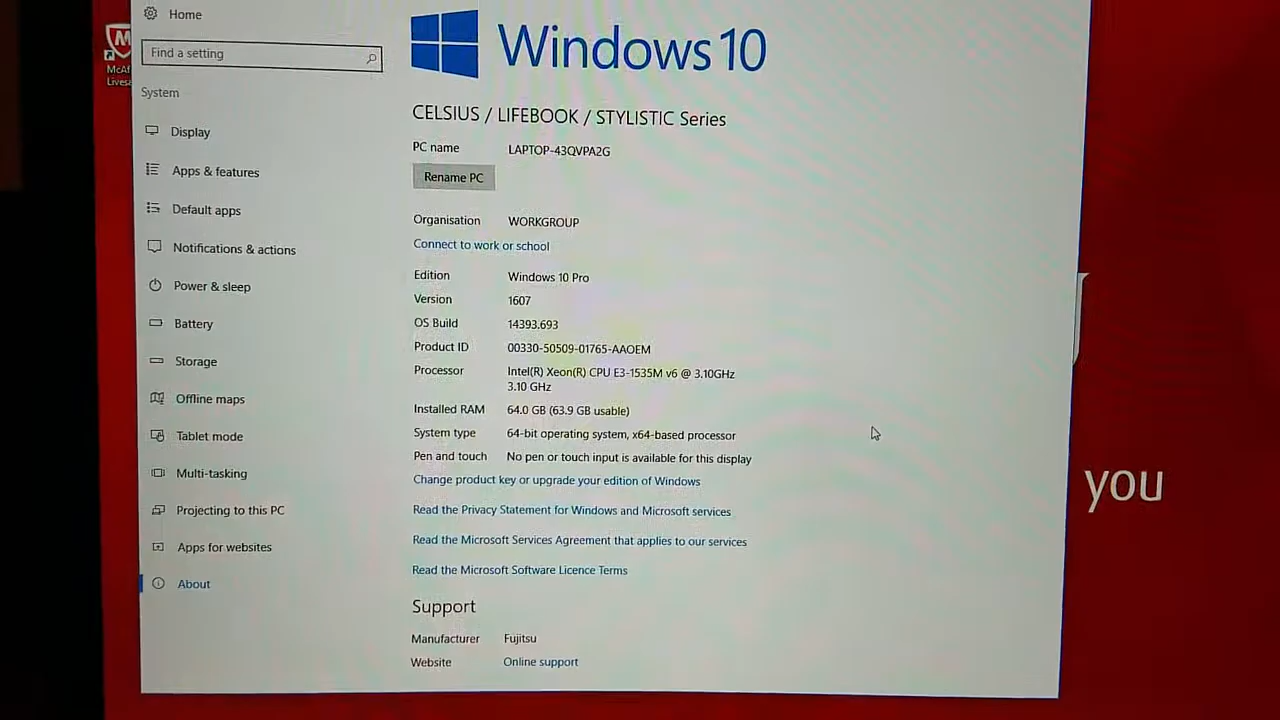 Home
McAf
Livesa
Find a setting
System
Display
Apps & features
Default apps
Notifications & actions
Power & sleep
Battery
Storage
Offline maps
Tablet mode
Multi-tasking
Projecting to this PC
Apps for websites
About
Windows 10
CELSIUS / LIFEBOOK / STYLISTIC Series
PC name LAPTOP-43QVPA2G
Rename PC
Organisation WORKGROUP
Connect to work or school
Edition Windows 10 Pro
Version 1607
OS Build 14393.693
Product ID 00330-50509-01765-AAOEM
Processor Intel(R) Xeon(R) CPU E3-1535M v6 @ 3.10GHz
3.10 GHz
Installed RAM 64.0 GB (63.9 GB usable)
System type 64-bit operating system, x64-based processor
Pen and touch No pen or touch input is available for this display
Change product key or upgrade your edition of Windows
Read the Privacy Statement for Windows and Microsoft services
Read the Microsoft Services Agreement that applies to our services
Read the Microsoft Software Licence Terms
Support
Manufacturer Fujitsu
Website Online support
you